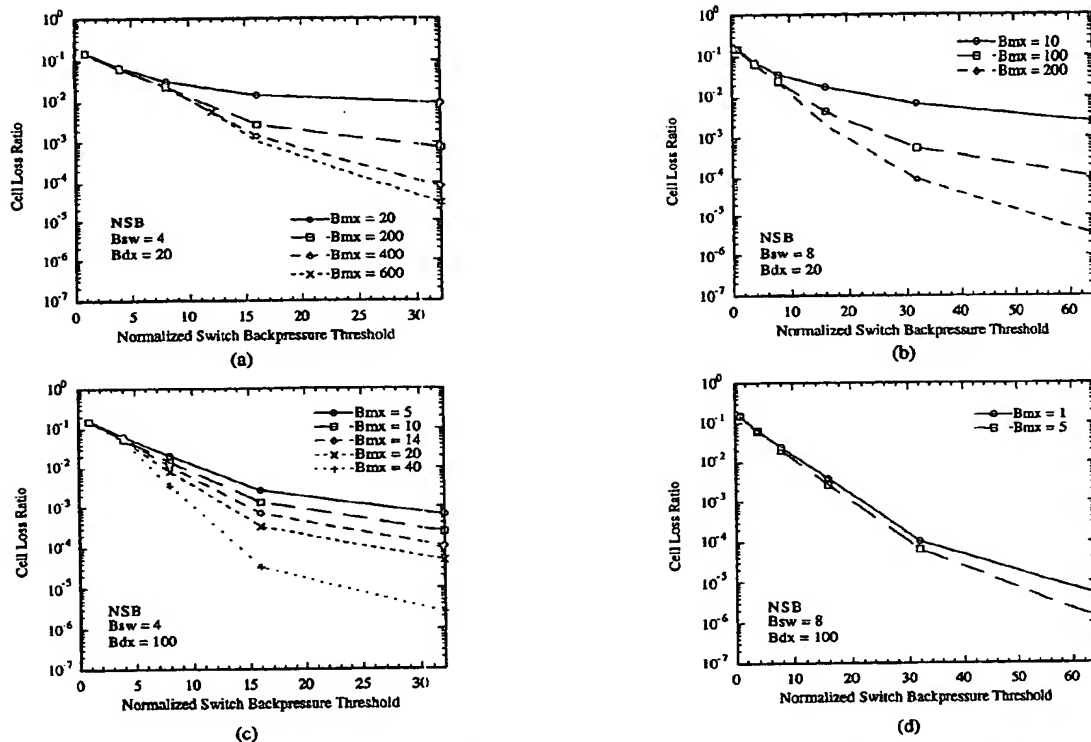 10^0
10^-1
10^-2
10^-3
10^-4
10^-5
10^-6
10^-7
Cell Loss Ratio
NSB
Bsw = 4
Bdx = 20
Bmx = 20
Bmx = 200
Bmx = 400
Bmx = 600
0 5 10 15 20 25 30
Normalized Switch Backpressure Threshold
(a)
10^0
10^-1
10^-2
10^-3
10^-4
10^-5
10^-6
10^-7
Cell Loss Ratio
Bmx = 10
Bmx = 100
Bmx = 200
NSB
Bsw = 8
Bdx = 20
0 10 20 30 40 50 60
Normalized Switch Backpressure Threshold
(b)
10^0
10^-1
10^-2
10^-3
10^-4
10^-5
10^-6
10^-7
Cell Loss Ratio
Bmx = 5
Bmx = 10
Bmx = 14
Bmx = 20
Bmx = 40
NSB
Bsw = 4
Bdx = 100
0 5 10 15 20 25 30
Normalized Switch Backpressure Threshold
(c)
10^0
10^-1
10^-2
10^-3
10^-4
10^-5
10^-6
10^-7
Cell Loss Ratio
Bmx = 1
Bmx = 5
NSB
Bsw = 8
Bdx = 100
0 10 20 30 40 50 60
Normalized Switch Backpressure Threshold
(d)